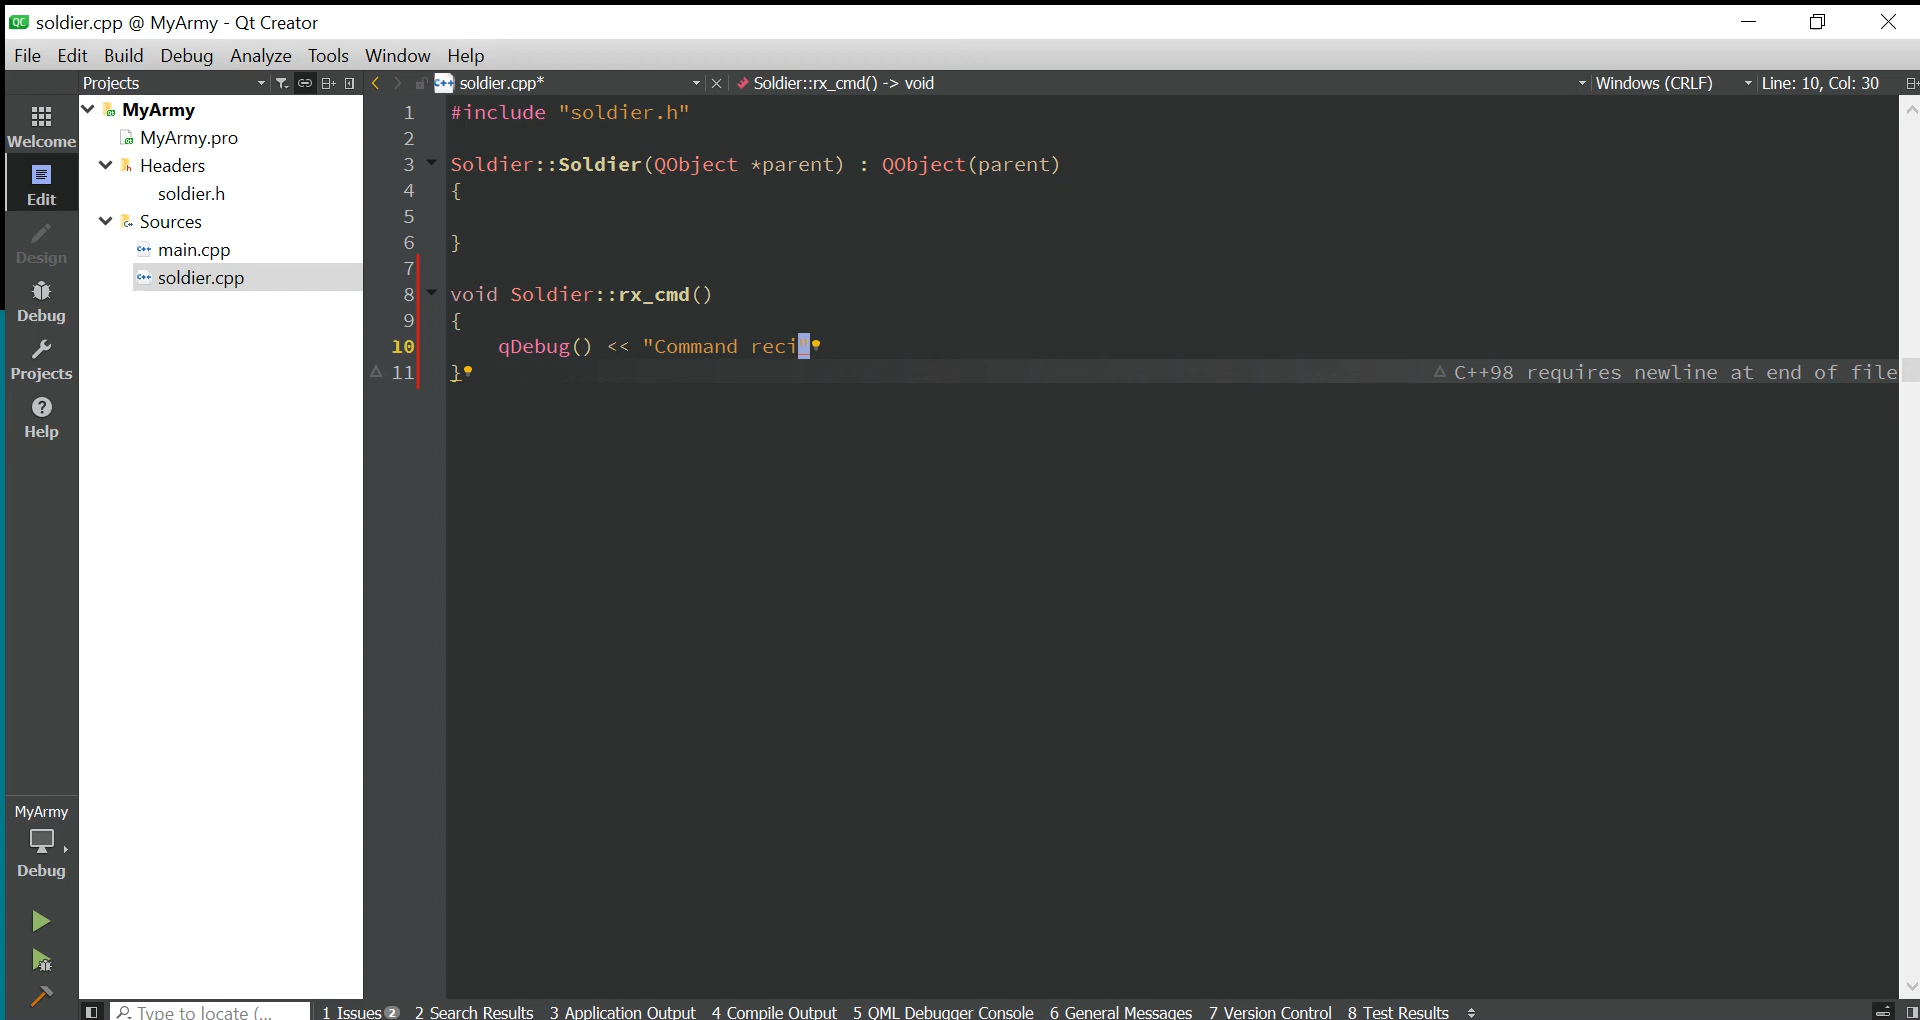 soldier.cpp @ MyArmy - Qt Creator
File Edit Build Debug Analyze Tools Window Help
Projects soldier.cpp* Soldier::rx_cmd() -> void Windows (CRLF) Line: 10, Col: 30
Welcome
Edit
Design
Debug
Projects
Help
MyArmy
Debug
MyArmy
MyArmy.pro
Headers
soldier.h
Sources
main.cpp
soldier.cpp
1 #include "soldier.h"
2
3 Soldier::Soldier(QObject *parent) : QObject(parent)
4 {
5
6 }
7
8 void Soldier::rx_cmd()
9 {
10 qDebug() << "Command reci"
11 } C++98 requires newline at end of file
Type to locate (... 1 Issues 2 2 Search Results 3 Application Output 4 Compile Output 5 QML Debugger Console 6 General Messages 7 Version Control 8 Test Results